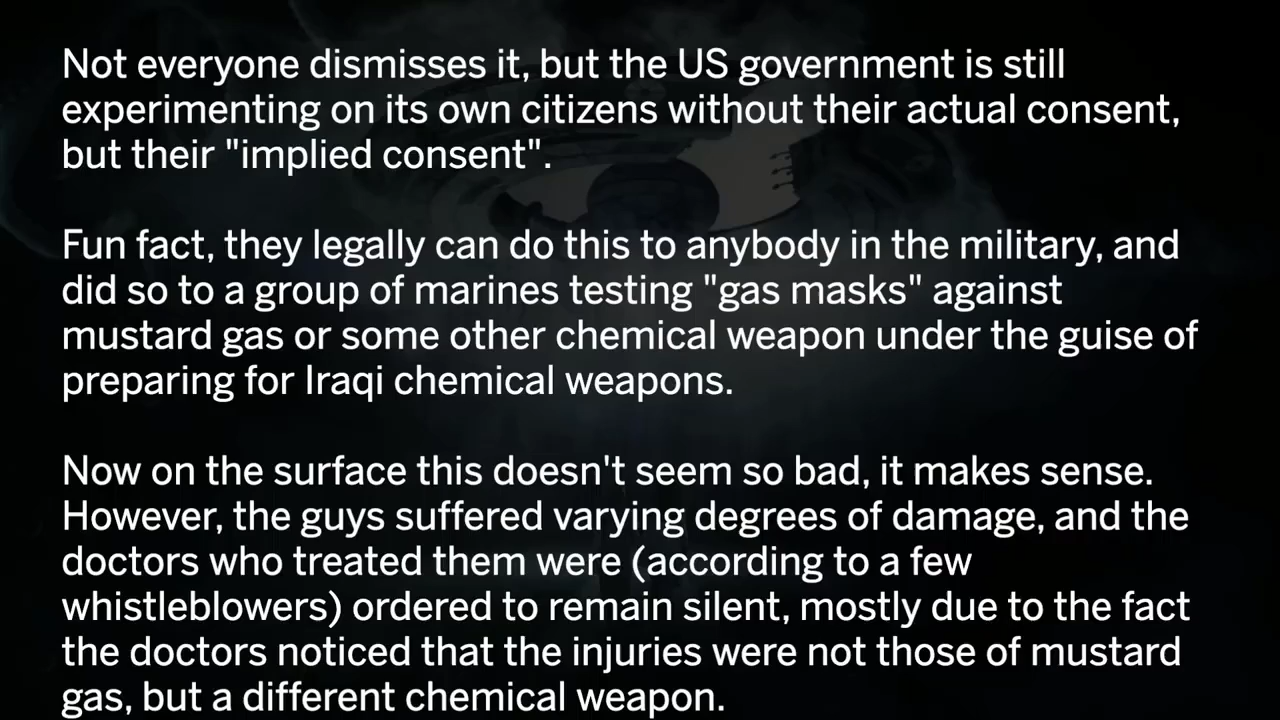 Not everyone dismisses it, but the US government is still
experimenting on its own citizens without their actual consent,
but their "implied consent".
Fun fact, they legally can do this to anybody in the military, and
did so to a group of marines testing "gas masks" against
mustard gas or some other chemical weapon under the guise of
preparing for Iraqi chemical weapons.
Now on the surface this doesn't seem so bad, it makes sense.
However, the guys suffered varying degrees of damage, and the
doctors who treated them were (according to a few
whistleblowers) ordered to remain silent, mostly due to the fact
the doctors noticed that the injuries were not those of mustard
gas, but a different chemical weapon.